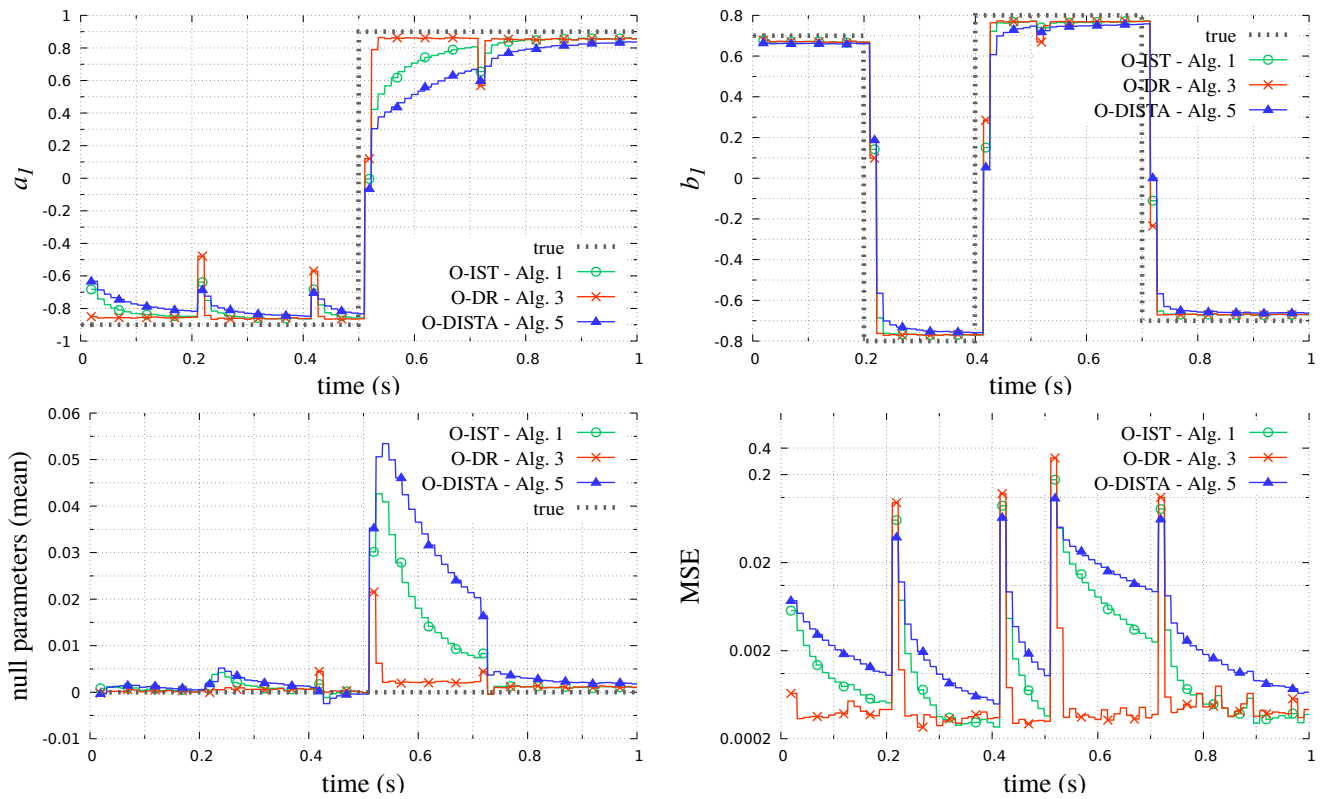 1
0.8
0.6
0.4
0.2
0
-0.2
-0.4
-0.6
-0.8
-1
a1
true
O-IST - Alg. 1
O-DR - Alg. 3
O-DISTA - Alg. 5
0 0.2 0.4 0.6 0.8 1
time (s)
0.8
0.6
0.4
0.2
0
-0.2
-0.4
-0.6
-0.8
b1
true
O-IST - Alg. 1
O-DR - Alg. 3
O-DISTA - Alg. 5
0 0.2 0.4 0.6 0.8 1
time (s)
0.06
0.05
0.04
0.03
0.02
0.01
0
-0.01
null parameters (mean)
O-IST - Alg. 1
O-DR - Alg. 3
O-DISTA - Alg. 5
true
0 0.2 0.4 0.6 0.8 1
time (s)
0.4
0.2
0.02
0.002
0.0002
MSE
O-IST - Alg. 1
O-DR - Alg. 3
O-DISTA - Alg. 5
0 0.2 0.4 0.6 0.8 1
time (s)